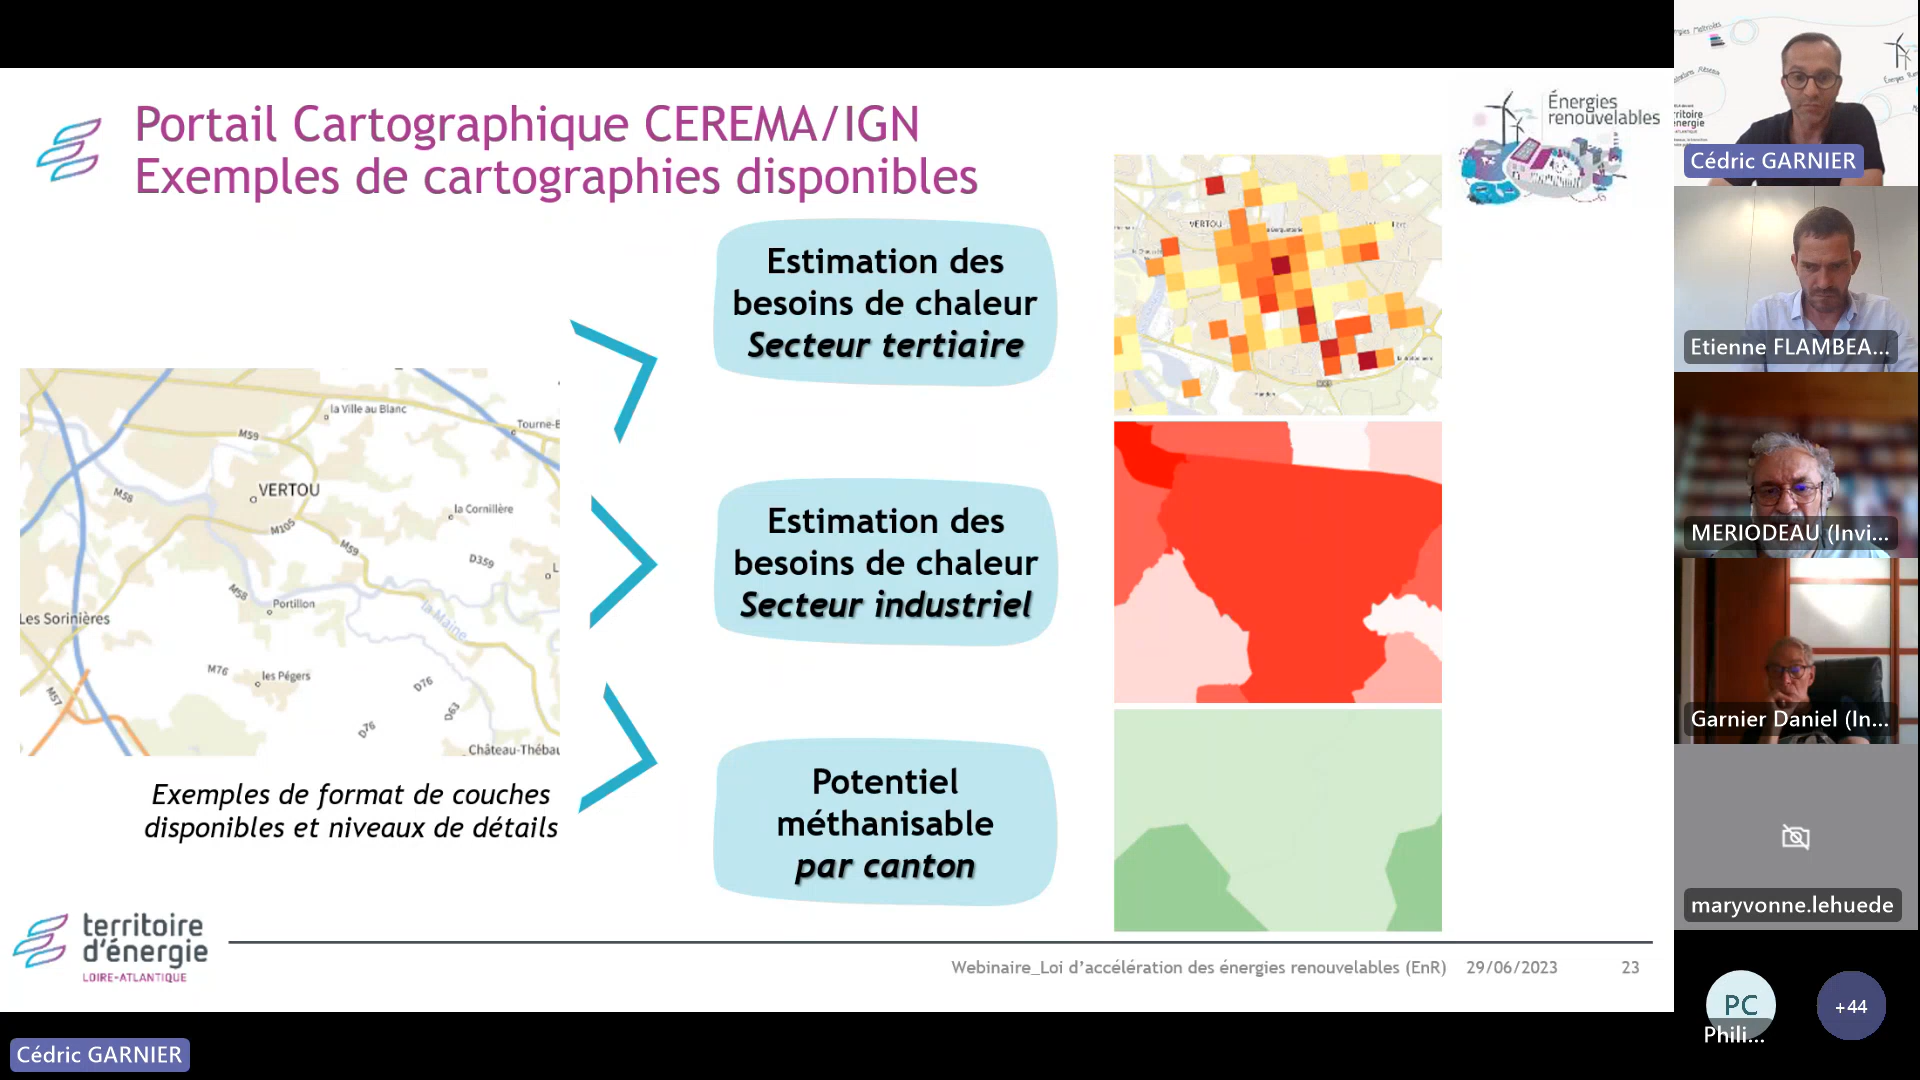 Portail Cartographique CEREMA/IGN
Exemples de cartographies disponibles
Énergies
renouvelables
Estimation des
besoins de chaleur
Secteur tertiaire
VERTOU
la Ville au Blanc
Tourne-B
M59
VERTOU
M58
la Cornillère
M105
M59
D359
L
M58
Portillon
la Maine
Les Sorinières
M76
les Pégers
D76
M57
D63
D76
Château-Thébau
Exemples de format de couches
disponibles et niveaux de détails
Estimation des
besoins de chaleur
Secteur industriel
Potentiel
méthanisable
par canton
territoire
d'énergie
LOIRE-ATLANTIQUE
Webinaire_Loi d'accélération des énergies renouvelables (EnR)
29/06/2023
23
Cédric GARNIER
Cédric GARNIER
Etienne FLAMBEA...
MERIODEAU (Invi...
Garnier Daniel (In...
maryvonne.lehuede
PC
Phili...
+44